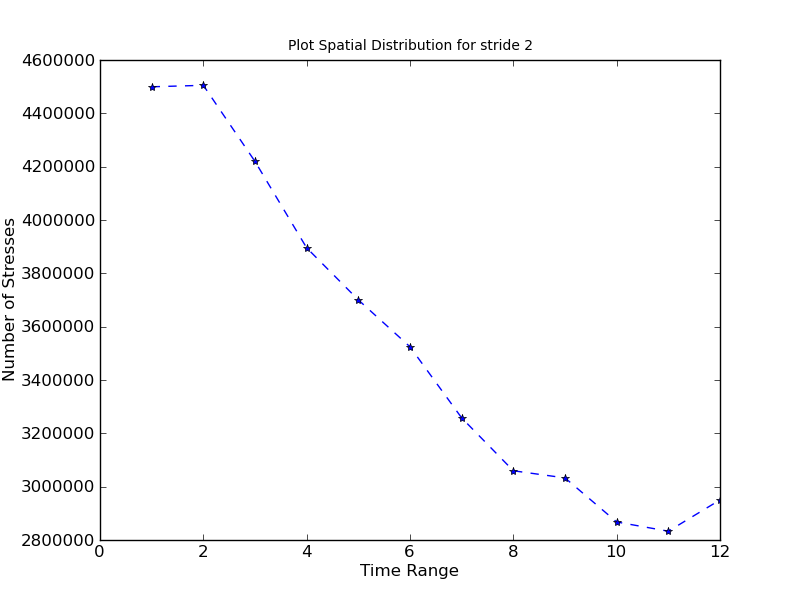 Plot Spatial Distribution for stride 2
4600000
4400000
4200000
4000000
3800000
3600000
3400000
3200000
3000000
2800000
Number of Stresses
0 2 4 6 8 10 12
Time Range